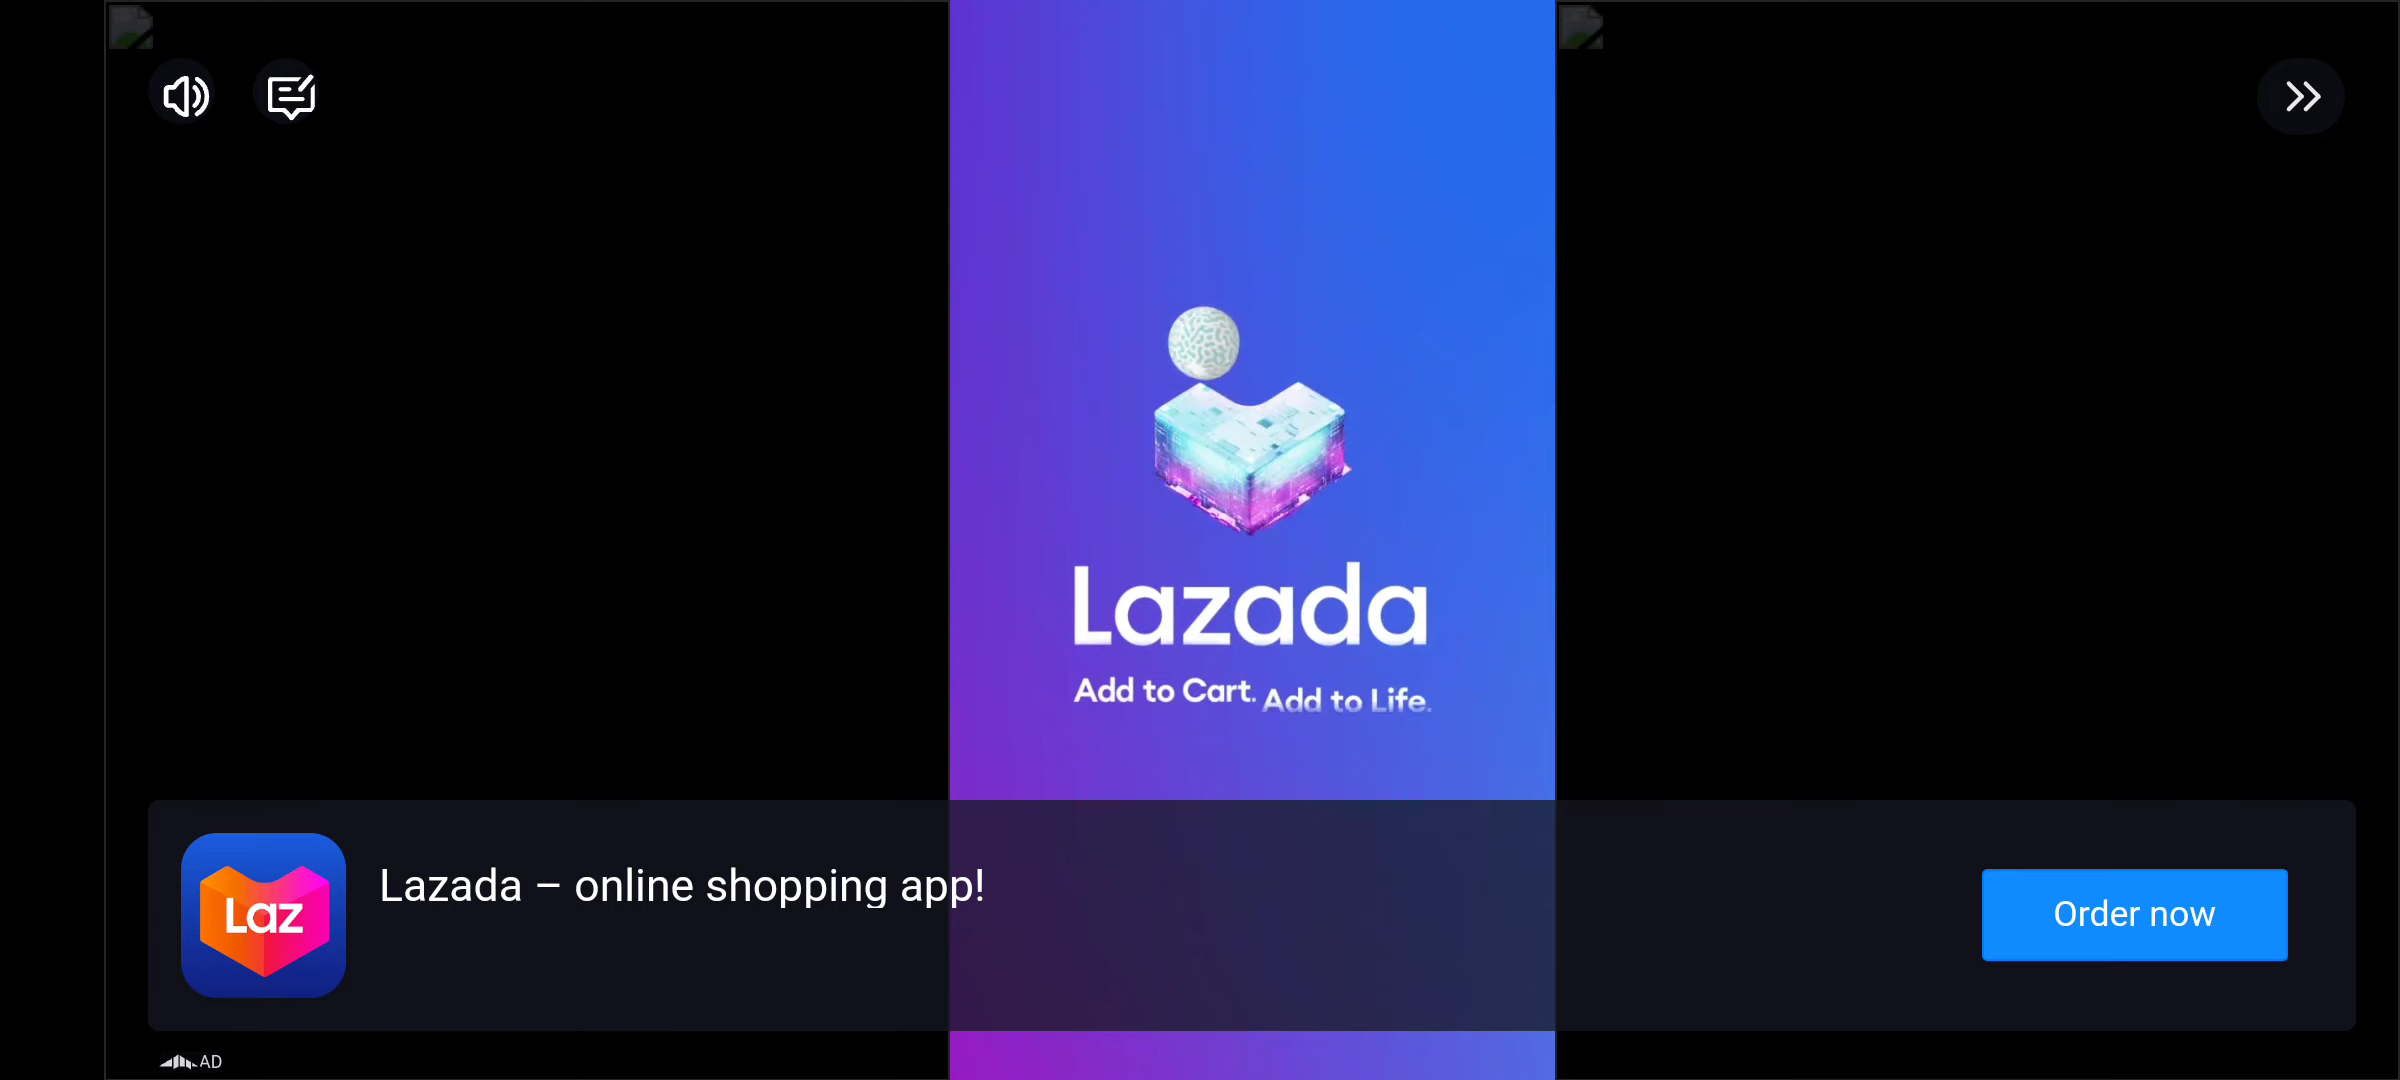 Lazada
Add to Cart. Add to Life.
Laz
Lazada – online shopping app!
Order now
AD